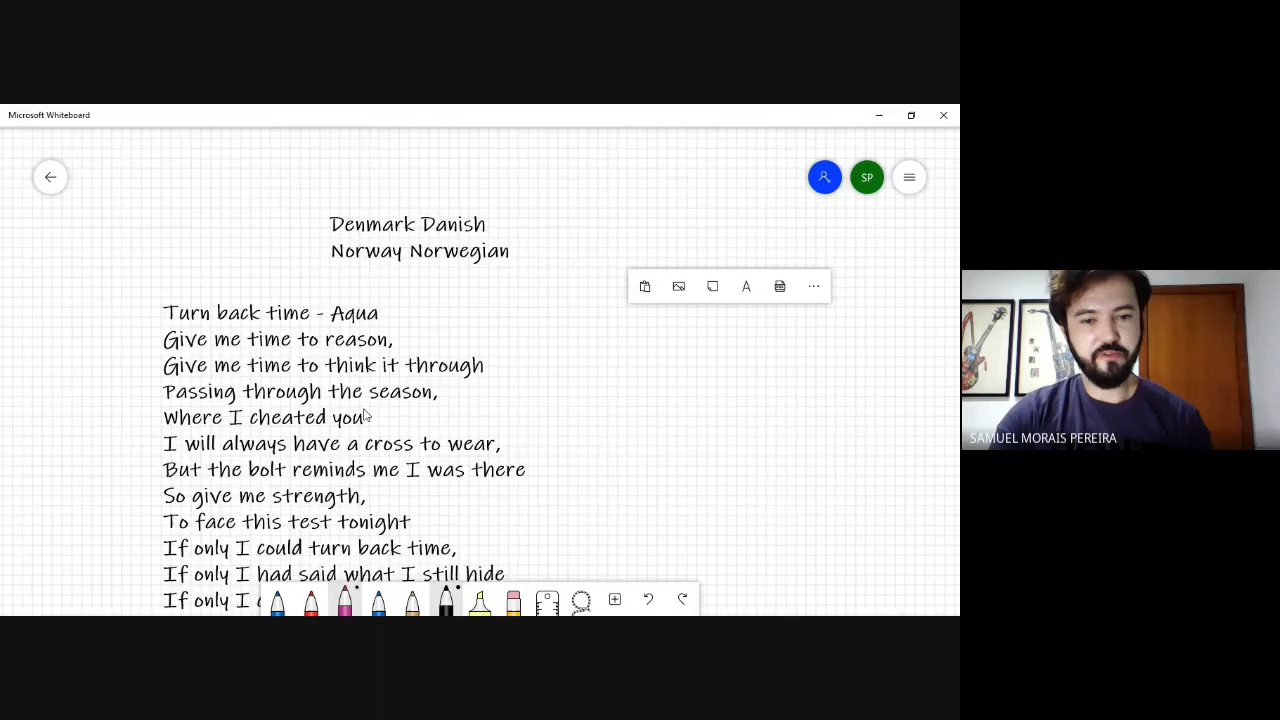 Microsoft Whiteboard
SP
Denmark Danish
Norway Norwegian
Turn back time - Aqua
Give me time to reason,
Give me time to think it through
Passing through the season,
Where I cheated you
I will always have a cross to wear,
But the bolt reminds me I was there
So give me strength,
To face this test tonight
If only I could turn back time,
If only I had said what I still hide
If only I
SAMUEL MORAIS PEREIRA